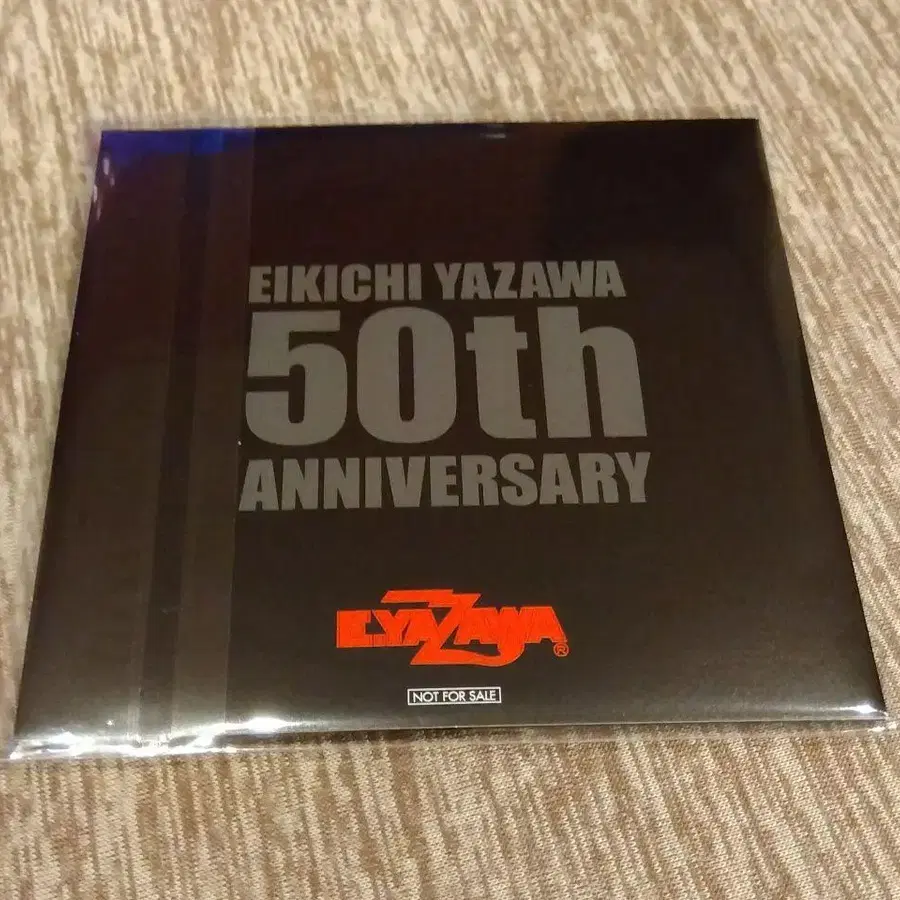 EIKICHI YAZAWA
50th
ANNIVERSARY
E.YAZAWA®
NOT FOR SALE